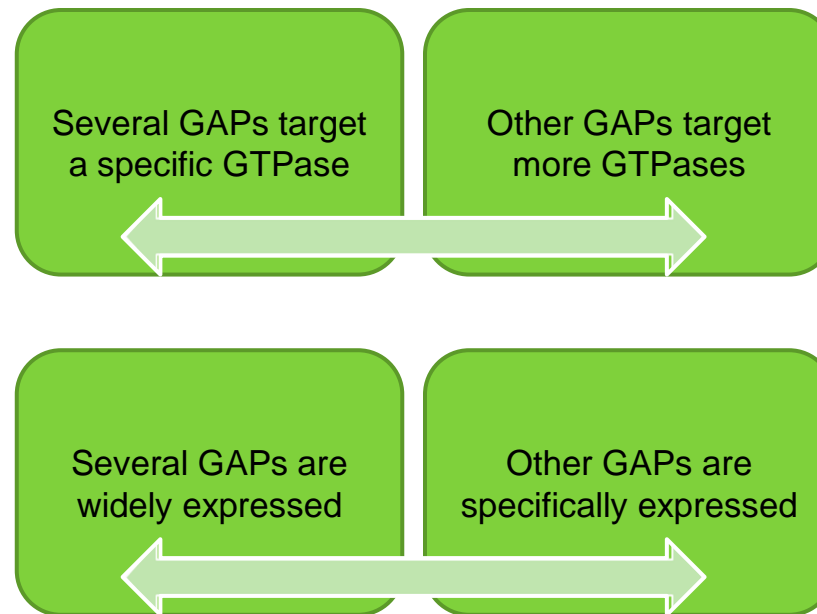 Several GAPs target
a specific GTPase
Other GAPs target
more GTPases
Several GAPs are
widely expressed
Other GAPs are
specifically expressed